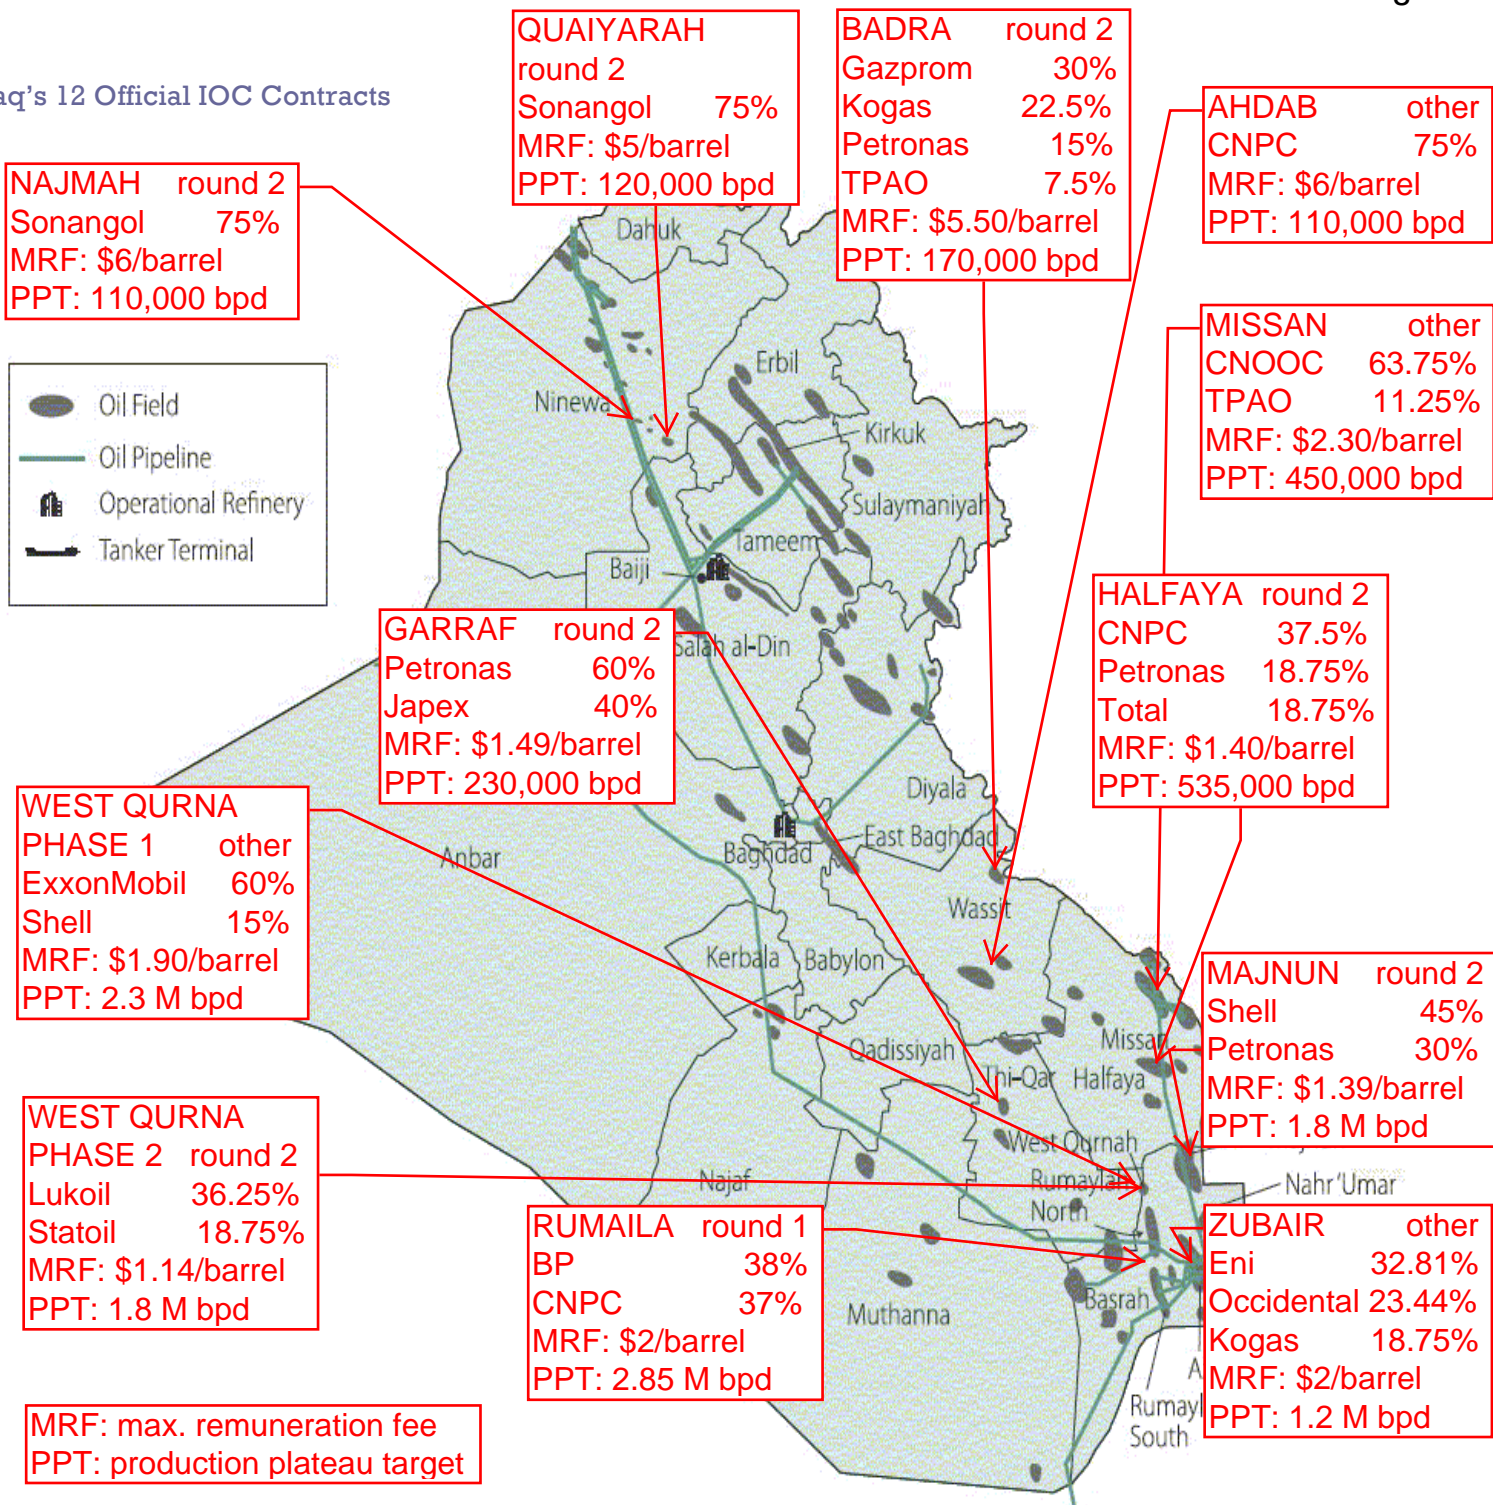 aq's 12 Official IOC Contracts
QUAIYARAH
round 2
Sonangol 75%
MRF: $5/barrel
PPT: 120,000 bpd
BADRA round 2
Gazprom 30%
Kogas 22.5%
Petronas 15%
TPAO 7.5%
MRF: $5.50/barrel
PPT: 170,000 bpd
AHDAB other
CNPC 75%
MRF: $6/barrel
PPT: 110,000 bpd
NAJMAH round 2
Sonangol 75%
MRF: $6/barrel
PPT: 110,000 bpd
MISSAN other
CNOOC 63.75%
TPAO 11.25%
MRF: $2.30/barrel
PPT: 450,000 bpd
Oil Field
Oil Pipeline
Operational Refinery
Tanker Terminal
Dahuk
Erbil
Ninewa
Kirkuk
Sulaymaniyah
Tameem
Baiji
Salah al-Din
HALFAYA round 2
CNPC 37.5%
Petronas 18.75%
Total 18.75%
MRF: $1.40/barrel
PPT: 535,000 bpd
GARRAF round 2
Petronas 60%
Japex 40%
MRF: $1.49/barrel
PPT: 230,000 bpd
Diyala
East Baghdad
Baghdad
Anbar
WEST QURNA
PHASE 1 other
ExxonMobil 60%
Shell 15%
MRF: $1.90/barrel
PPT: 2.3 M bpd
Wassit
Kerbala
Babylon
MAJNUN round 2
Shell 45%
Petronas 30%
MRF: $1.39/barrel
PPT: 1.8 M bpd
Missan
Qadissiyah
Thi-Qar
Halfaya
WEST QURNA
PHASE 2 round 2
Lukoil 36.25%
Statoil 18.75%
MRF: $1.14/barrel
PPT: 1.8 M bpd
West Qurnah
Najaf
Rumaylah
North
Nahr 'Umar
RUMAILA round 1
BP 38%
CNPC 37%
MRF: $2/barrel
PPT: 2.85 M bpd
ZUBAIR other
Eni 32.81%
Occidental 23.44%
Kogas 18.75%
MRF: $2/barrel
PPT: 1.2 M bpd
Basrah
Muthanna
A
Rumayl
South
MRF: max. remuneration fee
PPT: production plateau target